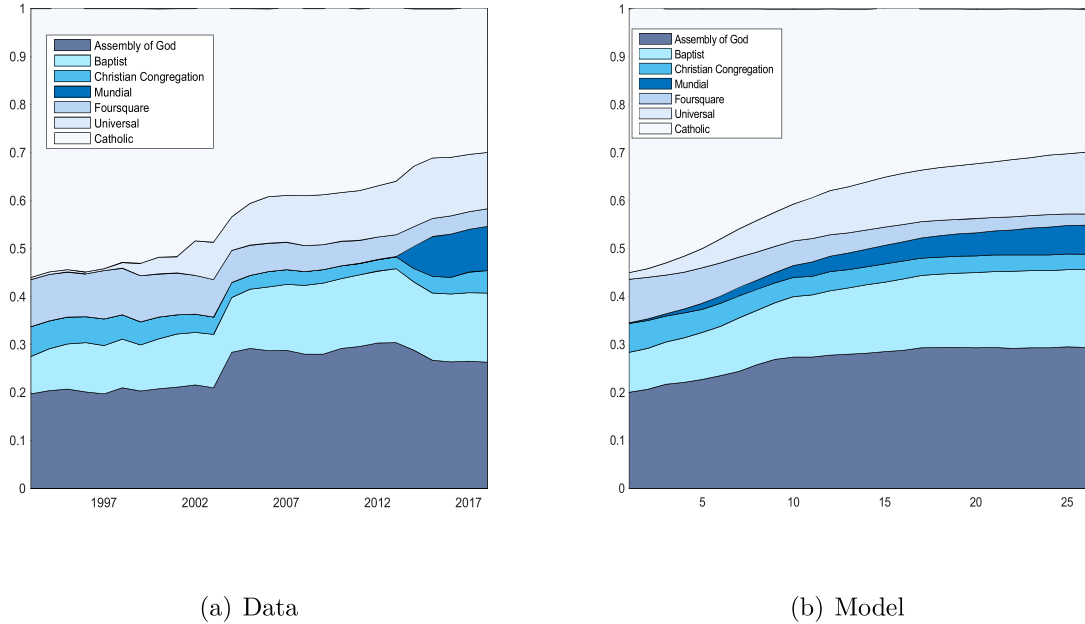 1
0.9
0.8
0.7
0.6
0.5
0.4
0.3
0.2
0.1
0
Assembly of God
Baptist
Christian Congregation
Mundial
Foursquare
Universal
Catholic
1997 2002 2007 2012 2017
(a) Data
1
0.9
0.8
0.7
0.6
0.5
0.4
0.3
0.2
0.1
0
Assembly of God
Baptist
Christian Congregation
Mundial
Foursquare
Universal
Catholic
5 10 15 20 25
(b) Model